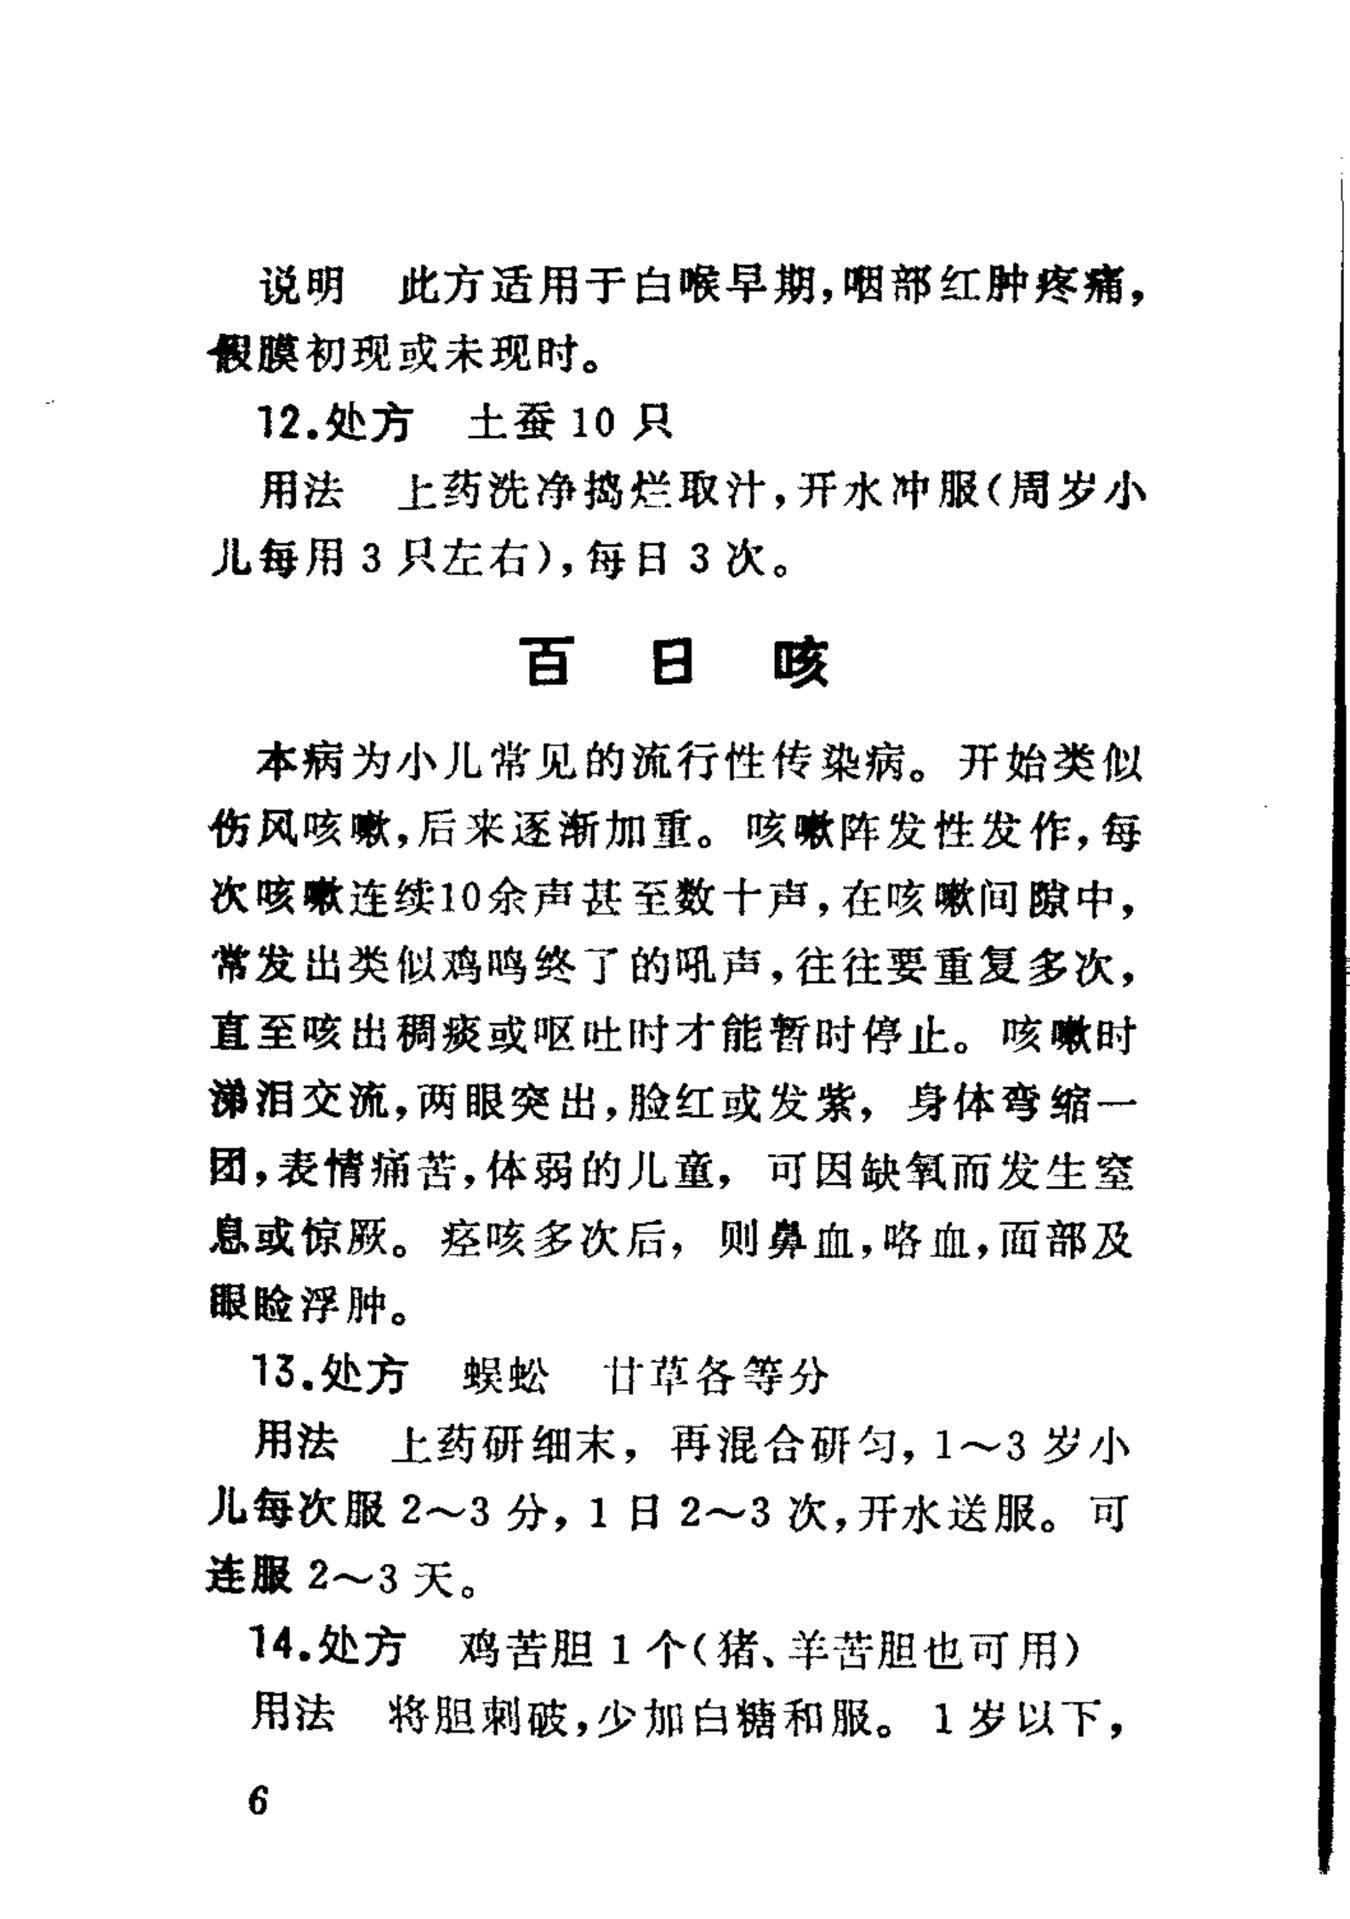 说明　此方适用于白喉早期，咽部红肿疼痛，
假膜初现或未现时。
12.处方　土蚕 10 只
用法　上药洗净捣烂取汁，开水冲服（周岁小
儿每用 3 只左右），每日 3 次。
百 日 咳
本病为小儿常见的流行性传染病。开始类似
伤风咳嗽，后来逐渐加重。咳嗽阵发性发作，每
次咳嗽连续10余声甚至数十声，在咳嗽间隙中，
常发出类似鸡鸣终了的吼声，往往要重复多次，
直至咳出稠痰或呕吐时才能暂时停止。咳嗽时
涕泪交流，两眼突出，脸红或发紫，身体弯缩一
团，表情痛苦，体弱的儿童，可因缺氧而发生窒
息或惊厥。痉咳多次后，则鼻血，咯血，面部及
眼睑浮肿。
13.处方　蜈蚣　甘草各等分
用法　上药研细末，再混合研匀，1～3 岁小
儿每次服 2～3 分，1 日 2～3 次，开水送服。可
连服 2～3 天。
14.处方　鸡苦胆 1 个（猪、羊苦胆也可用）
用法　将胆刺破，少加白糖和服。1 岁以下，
6